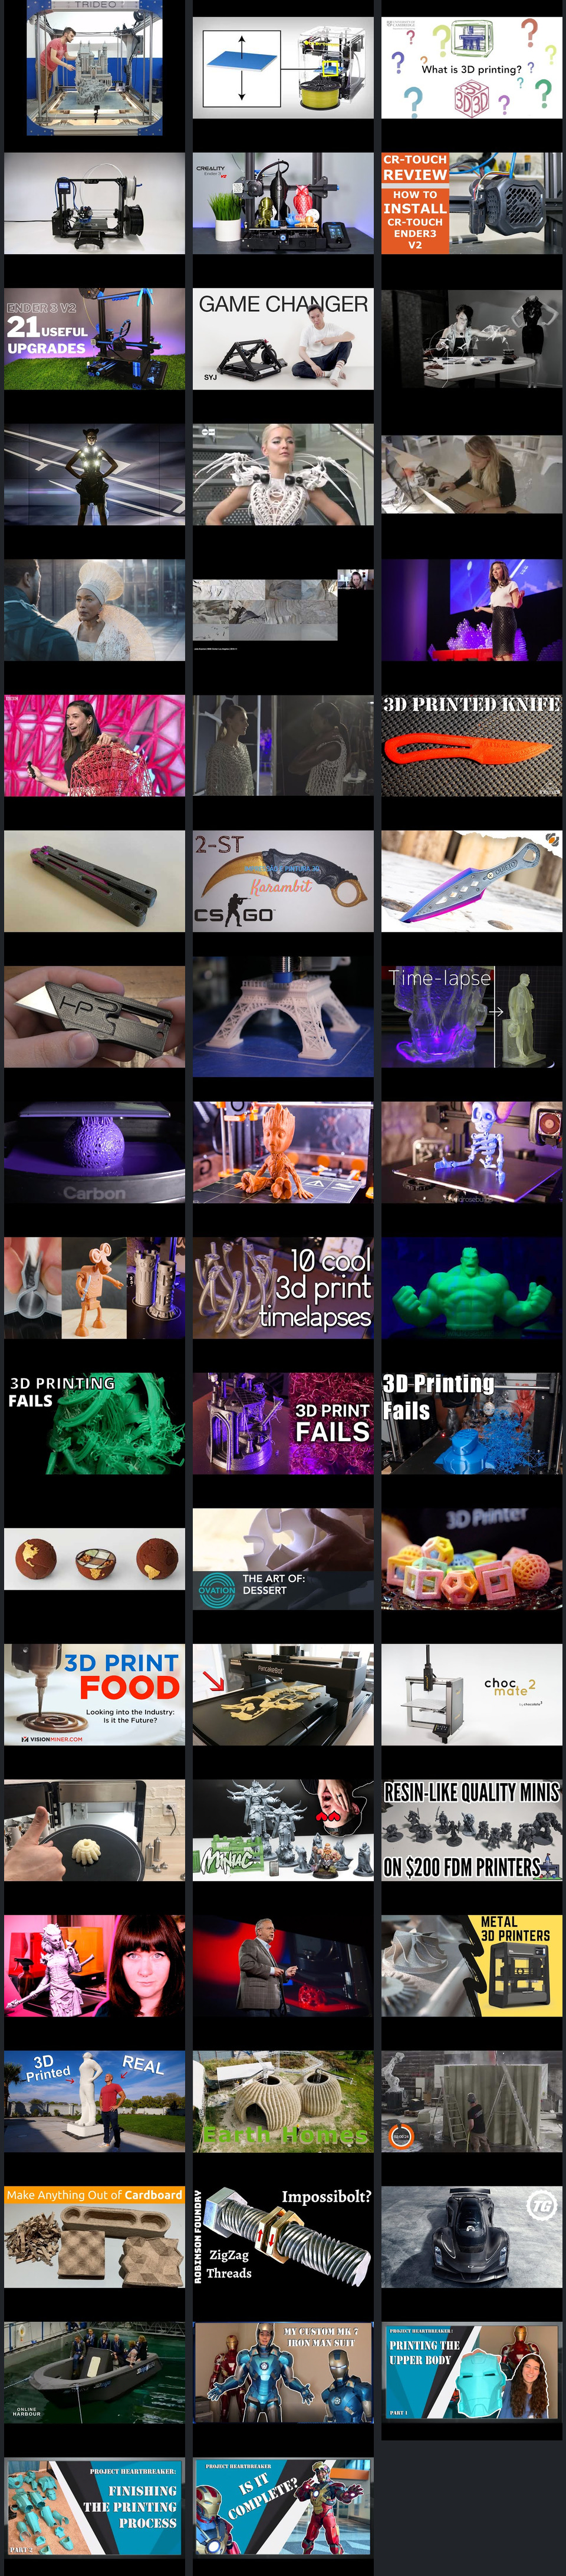 TRIDEO
What is 3D printing?
3D3D
CREALITY
Ender 3 V2
CR-TOUCH
REVIEW
HOW TO
INSTALL
CR-TOUCH
ENDER3
V2
ENDER 3 V2
21 USEFUL
UPGRADES
GAME CHANGER
SYJ
3D PRINTED KNIFE
2-ST
Karambit
CS GO
Time-lapse
Carbon
10 cool
3d print
timelapses
3D PRINTING
FAILS
3D PRINT
FAILS
3D Printing
Fails
OVATION
THE ART OF:
DESSERT
3D Printer
3D PRINT
FOOD
Looking into the Industry:
Is it the Future?
VISIONMINER.COM
PancakeBot
choc
mate 2
MINIAC
RESIN-LIKE QUALITY MINIS
ON $200 FDM PRINTERS
METAL
3D PRINTERS
3D
Printed
REAL
Earth Homes
Make Anything Out of Cardboard
ROBINSON FOUNDRY
Impossibolt?
ZigZag
Threads
TG
ONLINE
HARBOUR
MY CUSTOM MK 7
IRON MAN SUIT
PROJECT HEARTBREAKER:
PRINTING THE
UPPER BODY
PART 1
PROJECT HEARTBREAKER:
FINISHING
THE PRINTING
PROCESS
PART 2
PROJECT HEARTBREAKER
IS IT
COMPLETE?